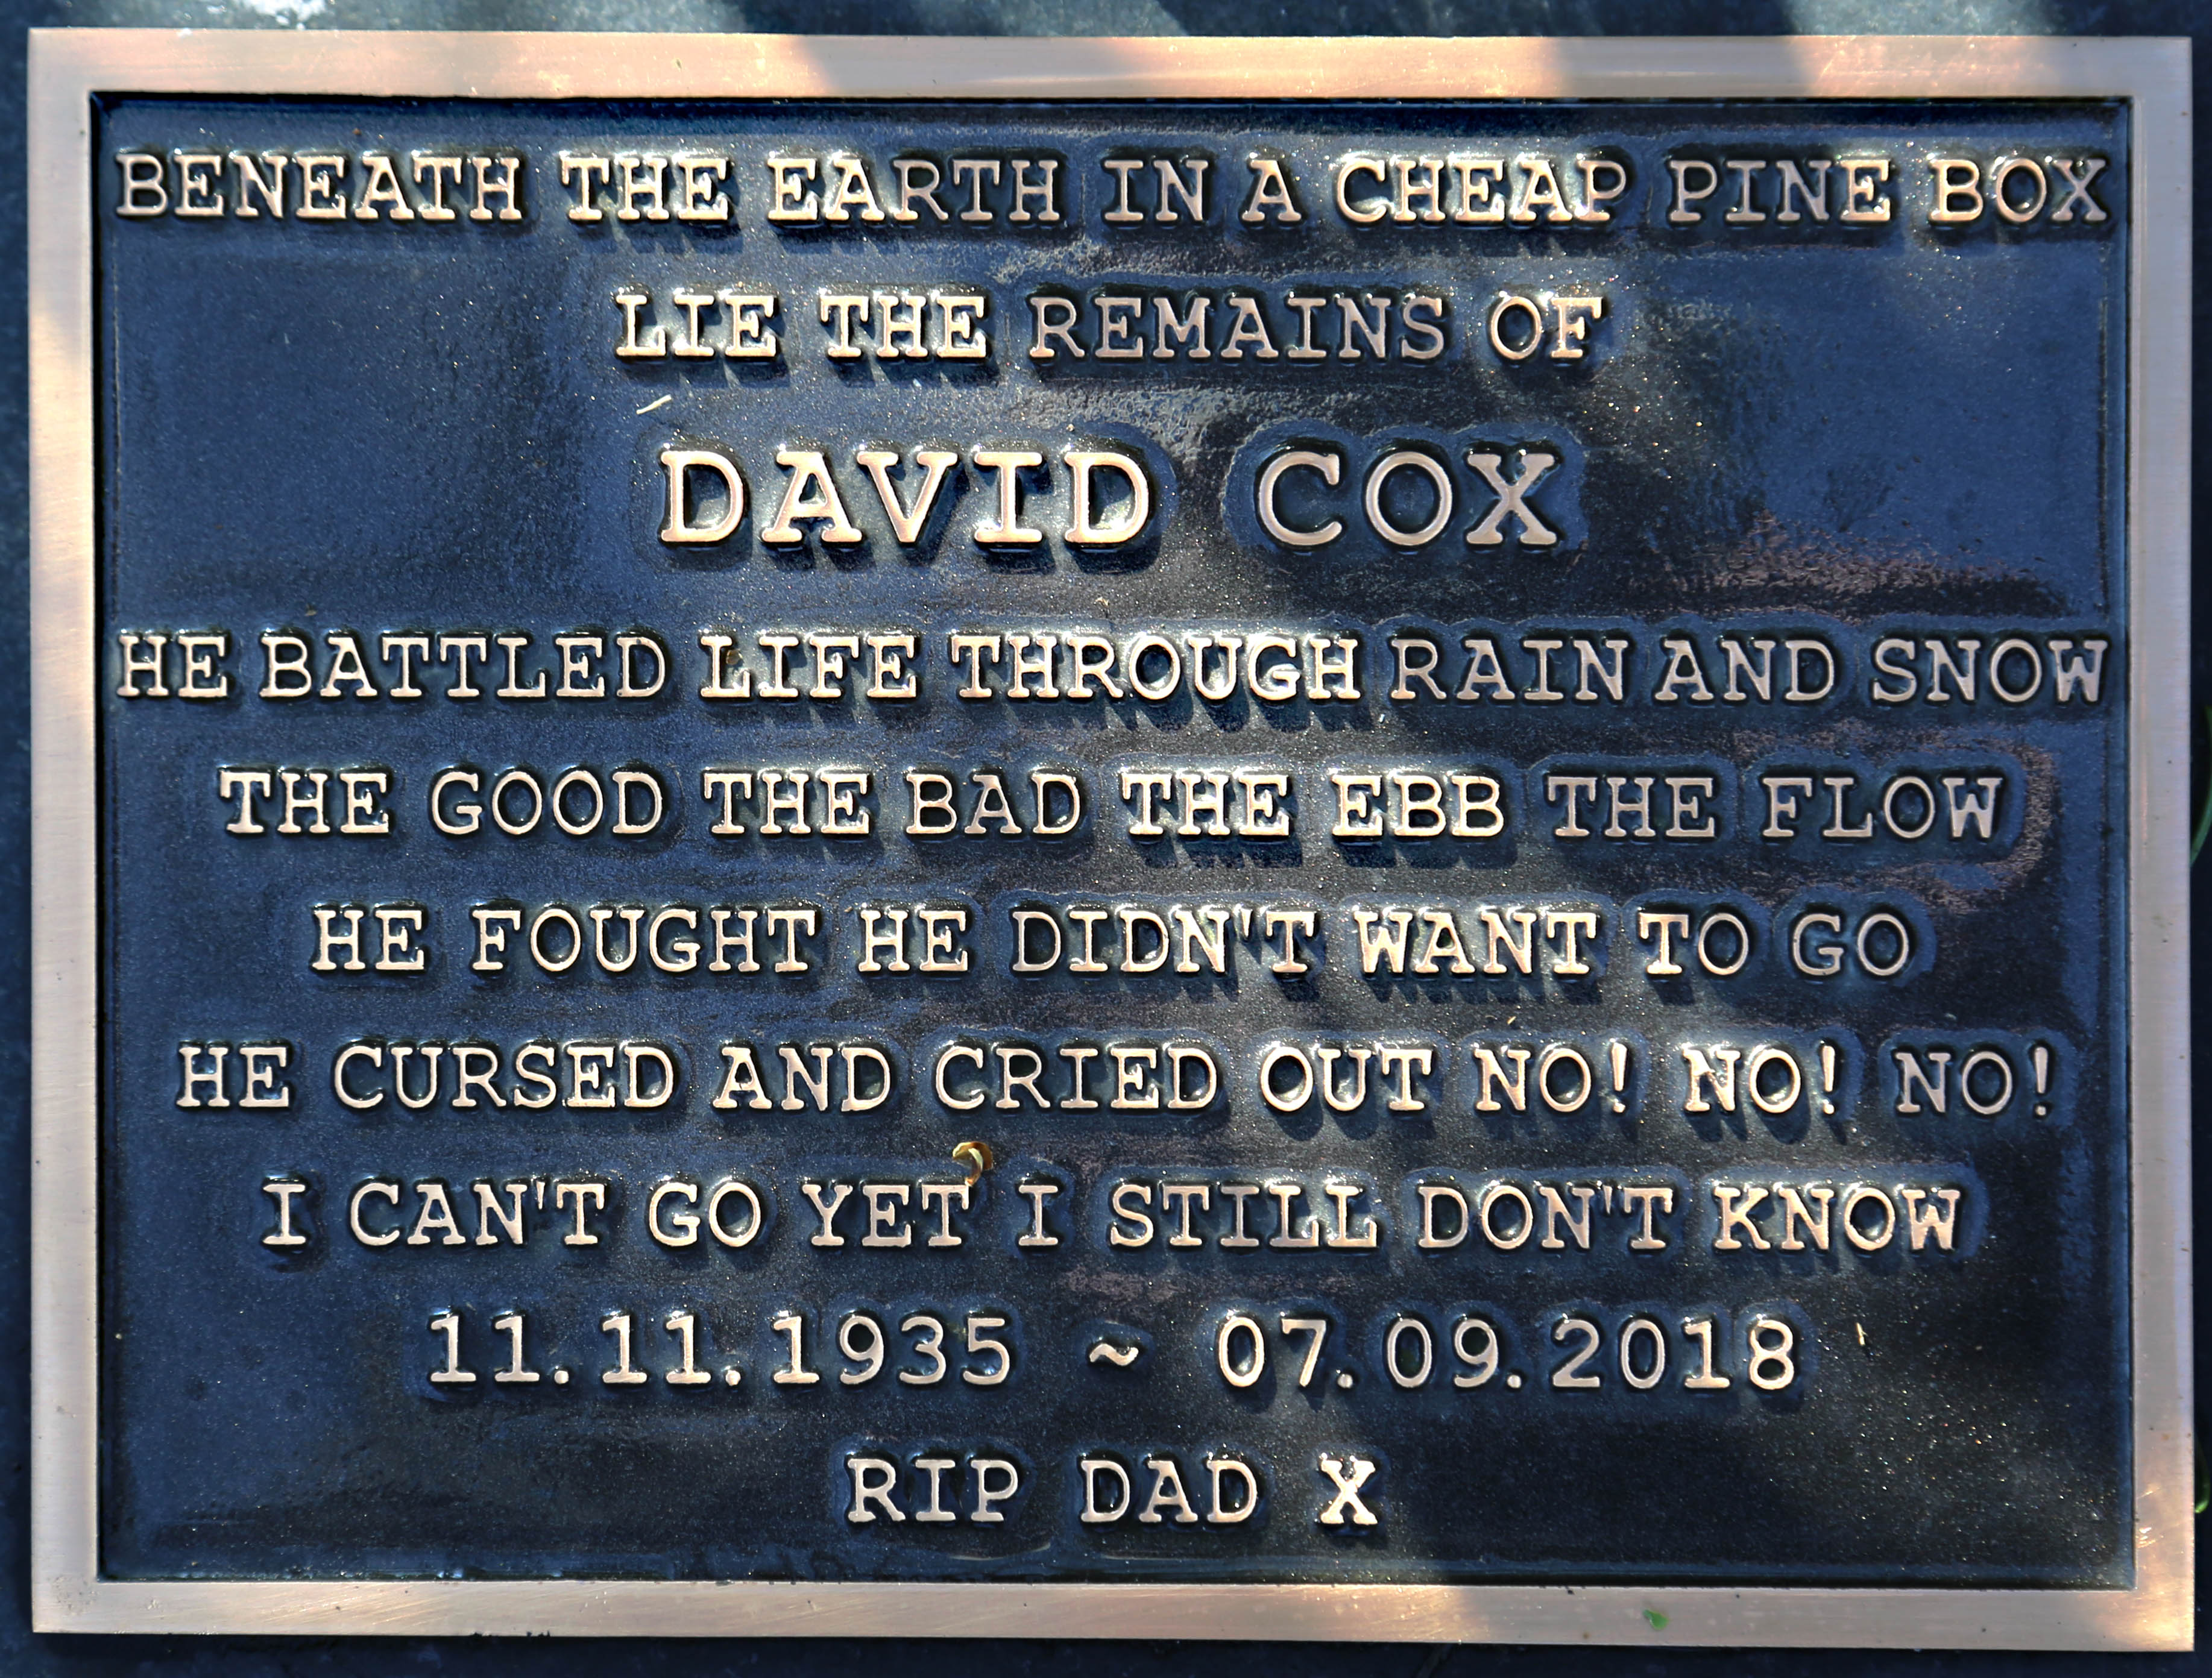 BENEATH THE EARTH IN A CHEAP PINE BOX
LIE THE REMAINS OF
DAVID COX
HE BATTLED LIFE THROUGH RAIN AND SNOW
THE GOOD THE BAD THE EBB THE FLOW
HE FOUGHT HE DIDN'T WANT TO GO
HE CURSED AND CRIED OUT NO! NO! NO!
I CAN'T GO YET I STILL DON'T KNOW
11.11.1935 ~ 07.09.2018
RIP DAD X